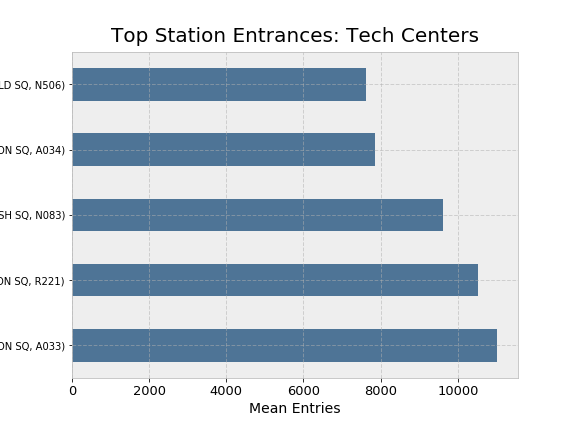 Top Station Entrances: Tech Centers
LD SQ, N506)
ON SQ, A034)
SH SQ, N083)
ON SQ, R221)
ON SQ, A033)
0 2000 4000 6000 8000 10000
Mean Entries